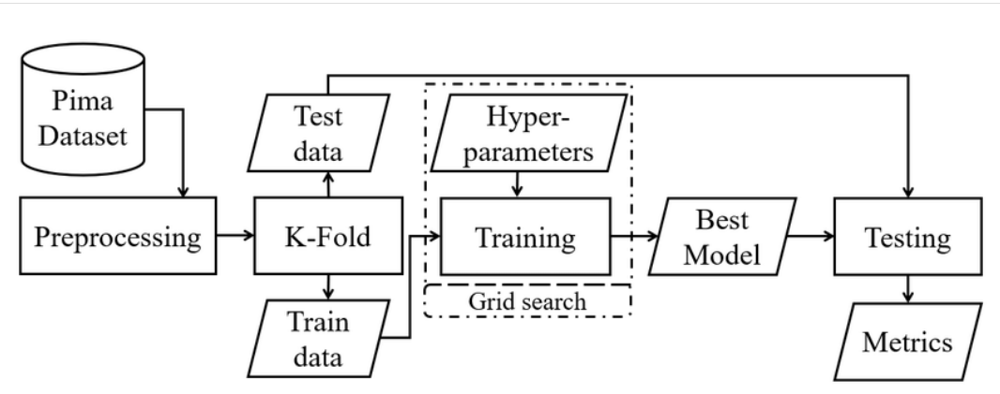 Pima
Dataset
Preprocessing
Test
data
K-Fold
Train
data
Hyper-
parameters
Training
Grid search
Best
Model
Testing
Metrics